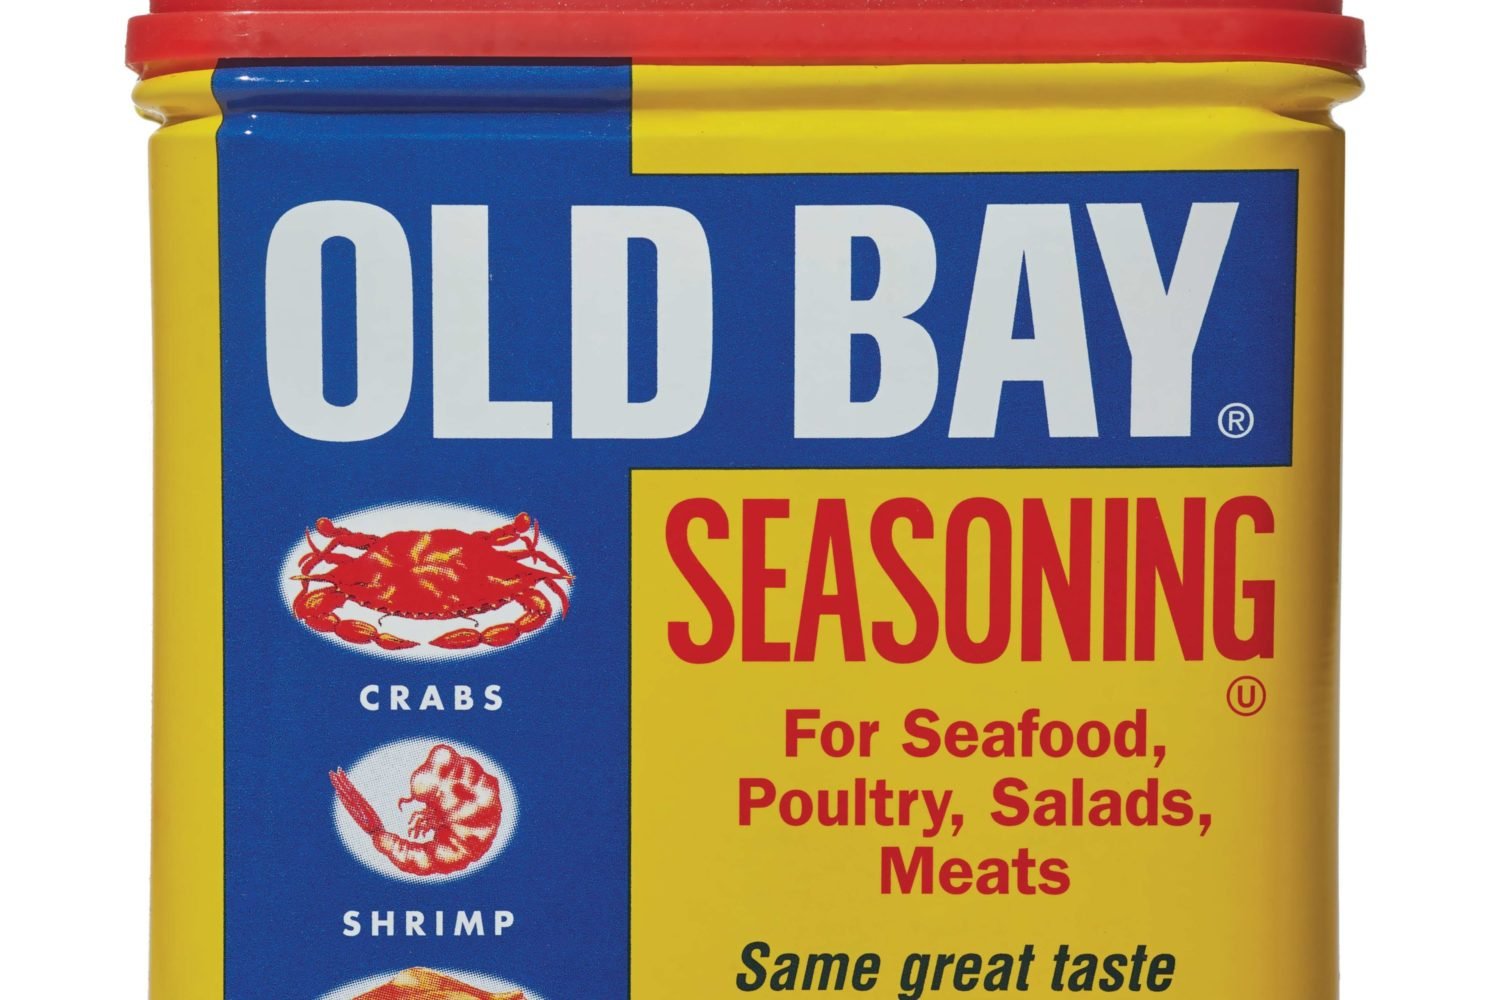 OLD BAY®
SEASONING
Ⓤ
For Seafood,
Poultry, Salads,
Meats
Same great taste
CRABS
SHRIMP